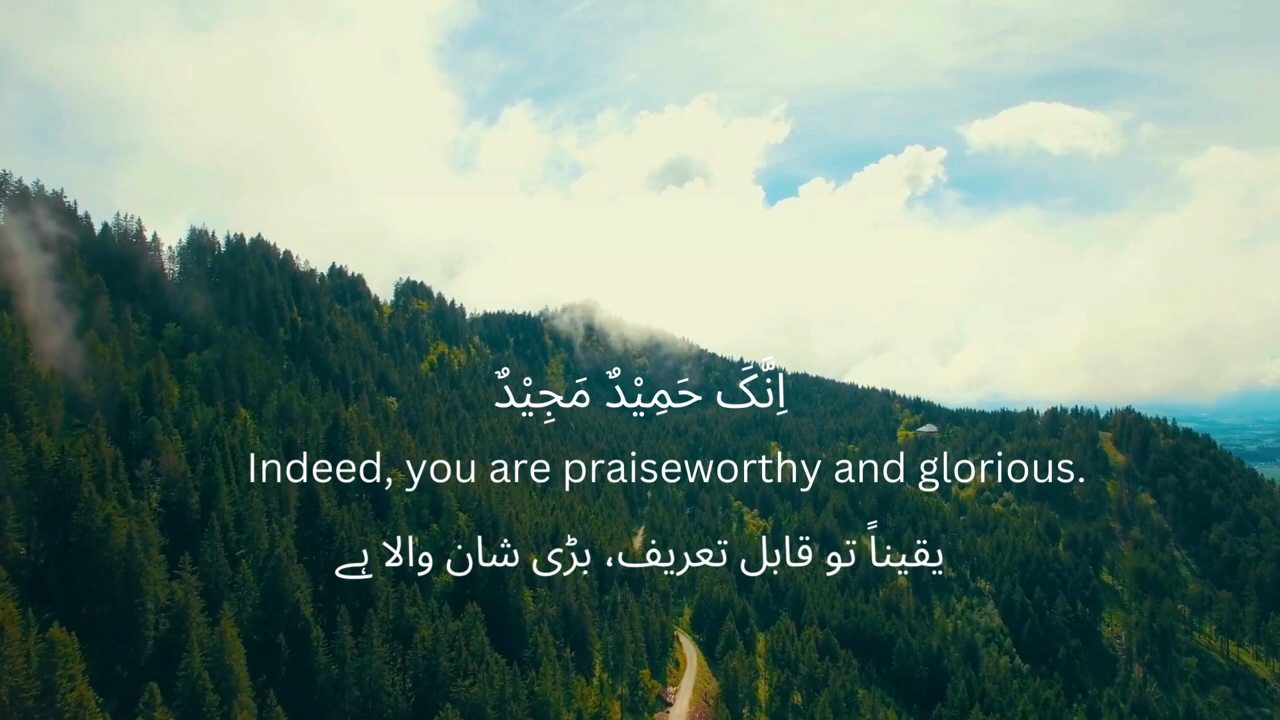 اِنَّکَ حَمِیْدٌ مَجِیْدٌ
Indeed, you are praiseworthy and glorious.
یقیناً تو قابل تعریف، بڑی شان والا ہے